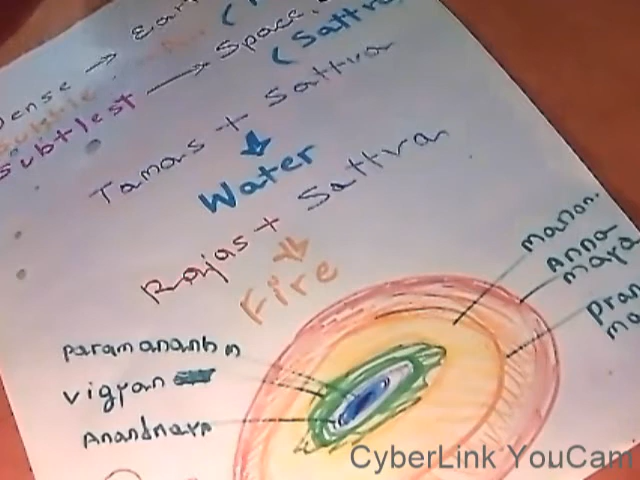 Dense → Ear
Subtle
Subtlest → Space.
(Sattva
Tamas + Sattva
Water
Rajas + Sattva
Fire
manon.
Anna
maya
Pran
ma
Paramananb m
Vigyan
Anandmaya
CyberLink YouCam